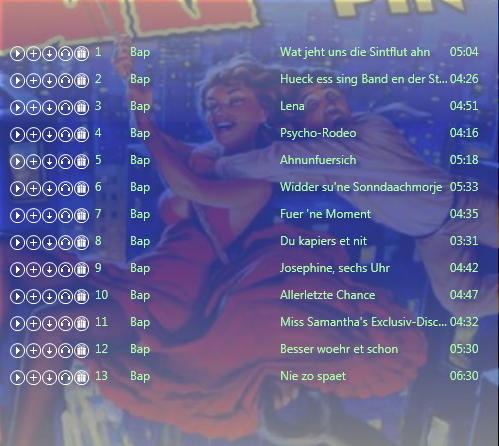 PIN
1 Bap Wat jeht uns die Sintflut ahn 05:04
2 Bap Hueck ess sing Band en der St... 04:26
3 Bap Lena 04:51
4 Bap Psycho-Rodeo 04:16
5 Bap Ahnunfuersich 05:18
6 Bap Widder su'ne Sonndaachmorje 05:33
7 Bap Fuer 'ne Moment 04:35
8 Bap Du kapiers et nit 03:31
9 Bap Josephine, sechs Uhr 04:42
10 Bap Allerletzte Chance 04:47
11 Bap Miss Samantha's Exclusiv-Disc... 04:32
12 Bap Besser woehr et schon 05:30
13 Bap Nie zo spaet 06:30